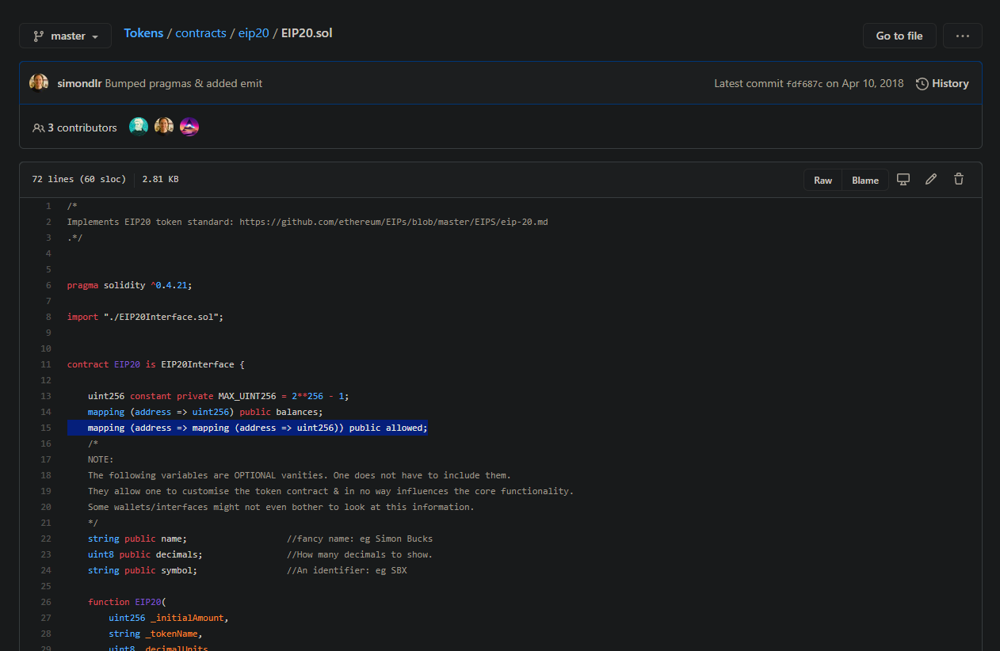 master
Tokens / contracts / eip20 / EIP20.sol
Go to file
...
simondlr Bumped pragmas & added emit
Latest commit fdf687c on Apr 10, 2018
History
3 contributors
72 lines (60 sloc) 2.81 KB
Raw
Blame
1 /*
2 Implements EIP20 token standard: https://github.com/ethereum/EIPs/blob/master/EIPS/eip-20.md
3 .*/
4
5
6 pragma solidity ^0.4.21;
7
8 import "./EIP20Interface.sol";
9
10
11 contract EIP20 is EIP20Interface {
12
13 uint256 constant private MAX_UINT256 = 2**256 - 1;
14 mapping (address => uint256) public balances;
15 mapping (address => mapping (address => uint256)) public allowed;
16 /*
17 NOTE:
18 The following variables are OPTIONAL vanities. One does not have to include them.
19 They allow one to customise the token contract & in no way influences the core functionality.
20 Some wallets/interfaces might not even bother to look at this information.
21 */
22 string public name; //fancy name: eg Simon Bucks
23 uint8 public decimals; //How many decimals to show.
24 string public symbol; //An identifier: eg SBX
25
26 function EIP20(
27 uint256 _initialAmount,
28 string _tokenName,
29 uint8 _decimalUnits